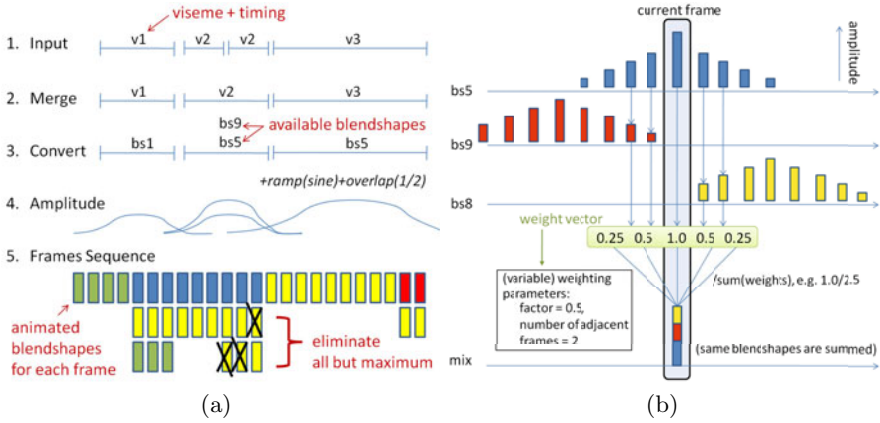 viseme + timing
1. Input
v1
v2
v2
v3
2. Merge
v1
v2
v3
bs9
available blendshapes
3. Convert
bs1
bs5
bs5
+ramp(sine)+overlap(1/2)
4. Amplitude
5. Frames Sequence
animated
blendshapes
for each frame
eliminate
all but maximum
(a)
current frame
amplitude
bs5
bs9
bs8
weight vector
0.25 0.5 1.0 0.5 0.25
(variable) weighting
parameters:
factor = 0.5,
number of adjacent
frames = 2
/sum(weights), e.g. 1.0/2.5
mix
(same blendshapes are summed)
(b)